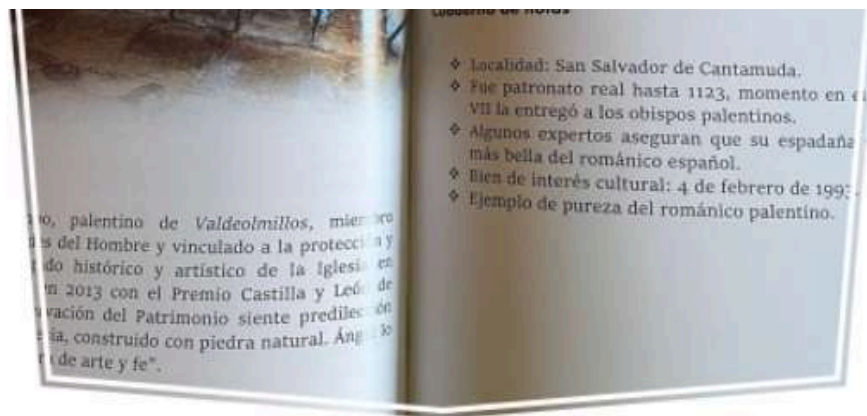 palentino de Valdeolmillos, miembro
del Hombre y vinculado a la protección y
histórico y artístico de la Iglesia en
en 2013 con el Premio Castilla y León de
del Patrimonio siente predilección
construido con piedra natural.
de arte y fe".
Cuaderno de notas
❖ Localidad: San Salvador de Cantamuda.
❖ Fue patronato real hasta 1123, momento en
VII la entregó a los obispos palentinos.
❖ Algunos expertos aseguran que su espadaña
más bella del románico español.
❖ Bien de interés cultural: 4 de febrero de
❖ Ejemplo de pureza del románico palentino.